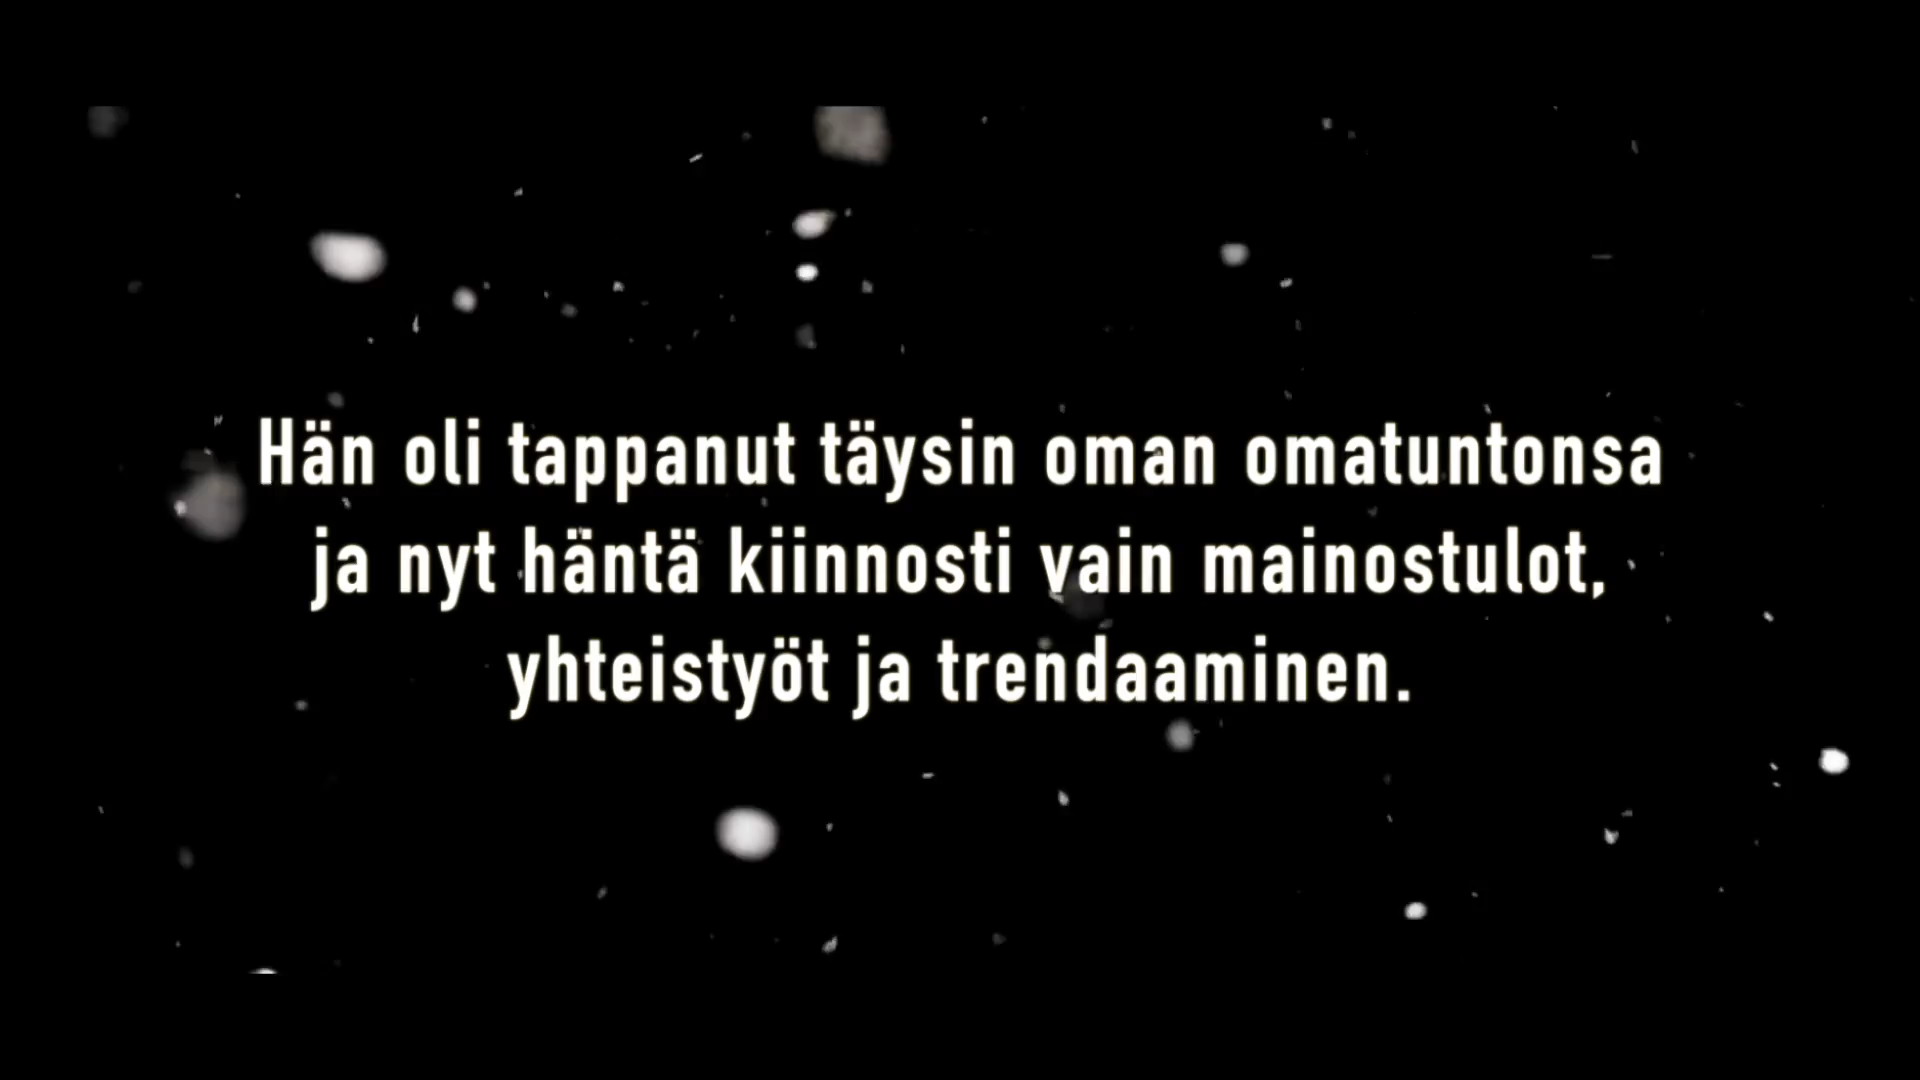 Hän oli tappanut täysin oman omatuntonsa
ja nyt häntä kiinnosti vain mainostulot,
yhteistyöt ja trendaaminen.